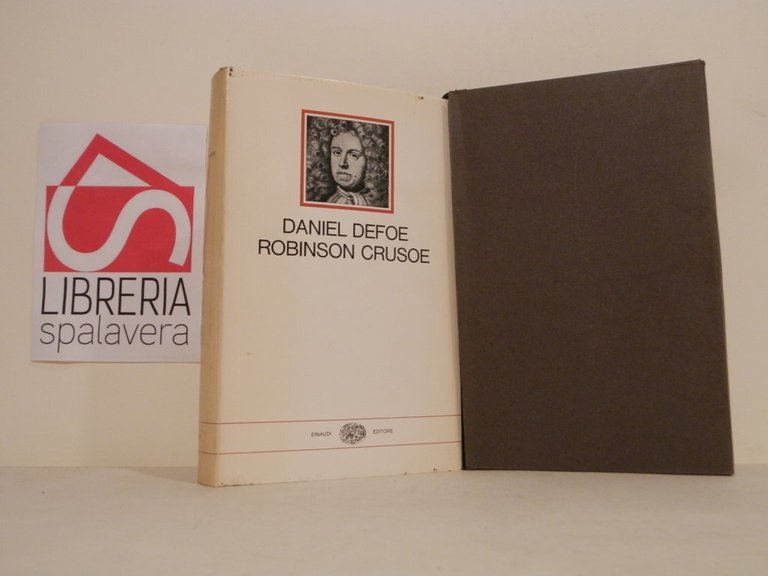 LIBRERIA
spalavera
DANIEL DEFOE
ROBINSON CRUSOE
EINAUDI EDITORE